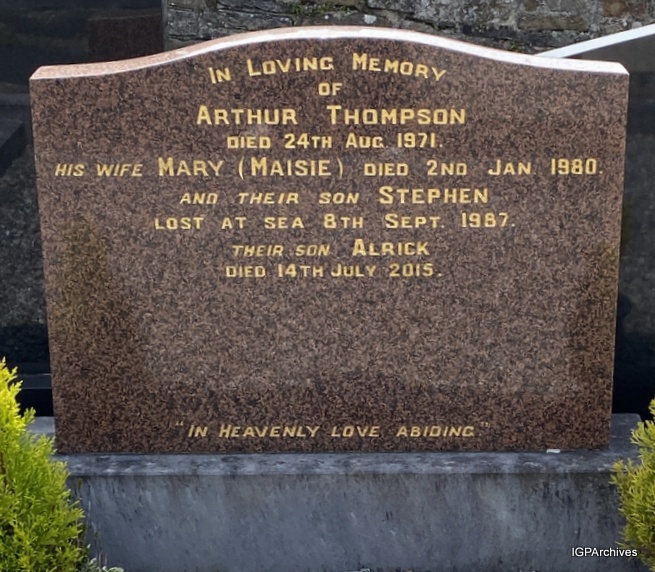 IN LOVING MEMORY
OF
ARTHUR THOMPSON
DIED 24TH AUG. 1971.
HIS WIFE MARY (MAISIE) DIED 2ND JAN. 1980.
AND THEIR SON STEPHEN
LOST AT SEA 8TH SEPT. 1987.
THEIR SON ALRICK
DIED 14TH JULY 2015.
"IN HEAVENLY LOVE ABIDING"
IGPArchives